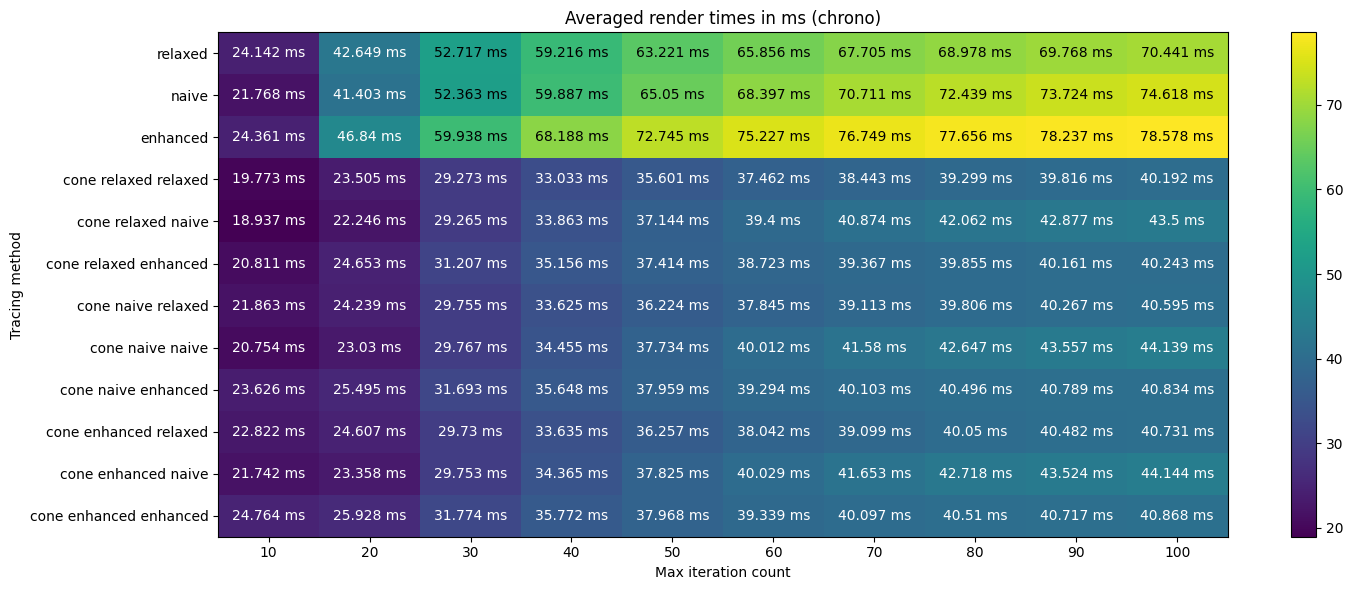 Averaged render times in ms (chrono)
relaxed 24.142 ms 42.649 ms 52.717 ms 59.216 ms 63.221 ms 65.856 ms 67.705 ms 68.978 ms 69.768 ms 70.441 ms
naive 21.768 ms 41.403 ms 52.363 ms 59.887 ms 65.05 ms 68.397 ms 70.711 ms 72.439 ms 73.724 ms 74.618 ms
enhanced 24.361 ms 46.84 ms 59.938 ms 68.188 ms 72.745 ms 75.227 ms 76.749 ms 77.656 ms 78.237 ms 78.578 ms
cone relaxed relaxed 19.773 ms 23.505 ms 29.273 ms 33.033 ms 35.601 ms 37.462 ms 38.443 ms 39.299 ms 39.816 ms 40.192 ms
cone relaxed naive 18.937 ms 22.246 ms 29.265 ms 33.863 ms 37.144 ms 39.4 ms 40.874 ms 42.062 ms 42.877 ms 43.5 ms
cone relaxed enhanced 20.811 ms 24.653 ms 31.207 ms 35.156 ms 37.414 ms 38.723 ms 39.367 ms 39.855 ms 40.161 ms 40.243 ms
cone naive relaxed 21.863 ms 24.239 ms 29.755 ms 33.625 ms 36.224 ms 37.845 ms 39.113 ms 39.806 ms 40.267 ms 40.595 ms
cone naive naive 20.754 ms 23.03 ms 29.767 ms 34.455 ms 37.734 ms 40.012 ms 41.58 ms 42.647 ms 43.557 ms 44.139 ms
cone naive enhanced 23.626 ms 25.495 ms 31.693 ms 35.648 ms 37.959 ms 39.294 ms 40.103 ms 40.496 ms 40.789 ms 40.834 ms
cone enhanced relaxed 22.822 ms 24.607 ms 29.73 ms 33.635 ms 36.257 ms 38.042 ms 39.099 ms 40.05 ms 40.482 ms 40.731 ms
cone enhanced naive 21.742 ms 23.358 ms 29.753 ms 34.365 ms 37.825 ms 40.029 ms 41.653 ms 42.718 ms 43.524 ms 44.144 ms
cone enhanced enhanced 24.764 ms 25.928 ms 31.774 ms 35.772 ms 37.968 ms 39.339 ms 40.097 ms 40.51 ms 40.717 ms 40.868 ms
10 20 30 40 50 60 70 80 90 100
Max iteration count
Tracing method
70
60
50
40
30
20